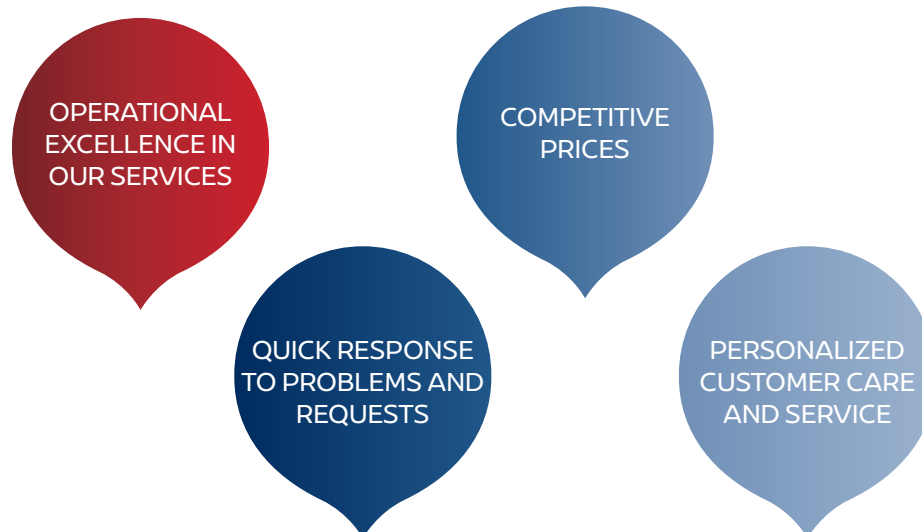 OPERATIONAL
EXCELLENCE IN
OUR SERVICES
COMPETITIVE
PRICES
QUICK RESPONSE
TO PROBLEMS AND
REQUESTS
PERSONALIZED
CUSTOMER CARE
AND SERVICE